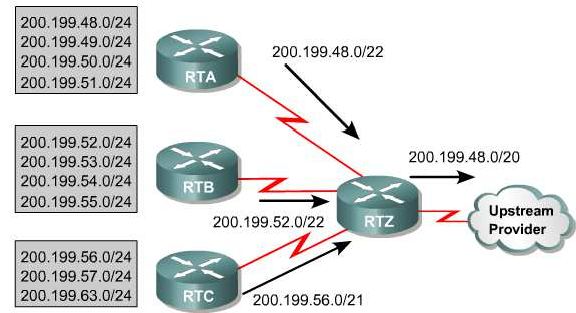 200.199.48.0/24
200.199.49.0/24
200.199.50.0/24
200.199.51.0/24
RTA
200.199.48.0/22
200.199.52.0/24
200.199.53.0/24
200.199.54.0/24
200.199.55.0/24
RTB
200.199.52.0/22
RTZ
200.199.48.0/20
Upstream
Provider
200.199.56.0/24
200.199.57.0/24
200.199.63.0/24
RTC
200.199.56.0/21